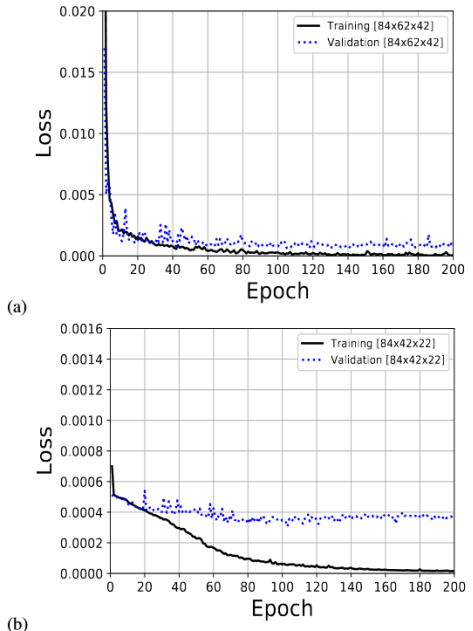 0.020
0.015
0.010
0.005
0.000
Loss
Training [84x62x42]
Validation [84x62x42]
0 20 40 60 80 100 120 140 160 180 200
Epoch
(a)
0.0016
0.0014
0.0012
0.0010
0.0008
0.0006
0.0004
0.0002
0.0000
Loss
Training [84x42x22]
Validation [84x42x22]
0 20 40 60 80 100 120 140 160 180 200
Epoch
(b)